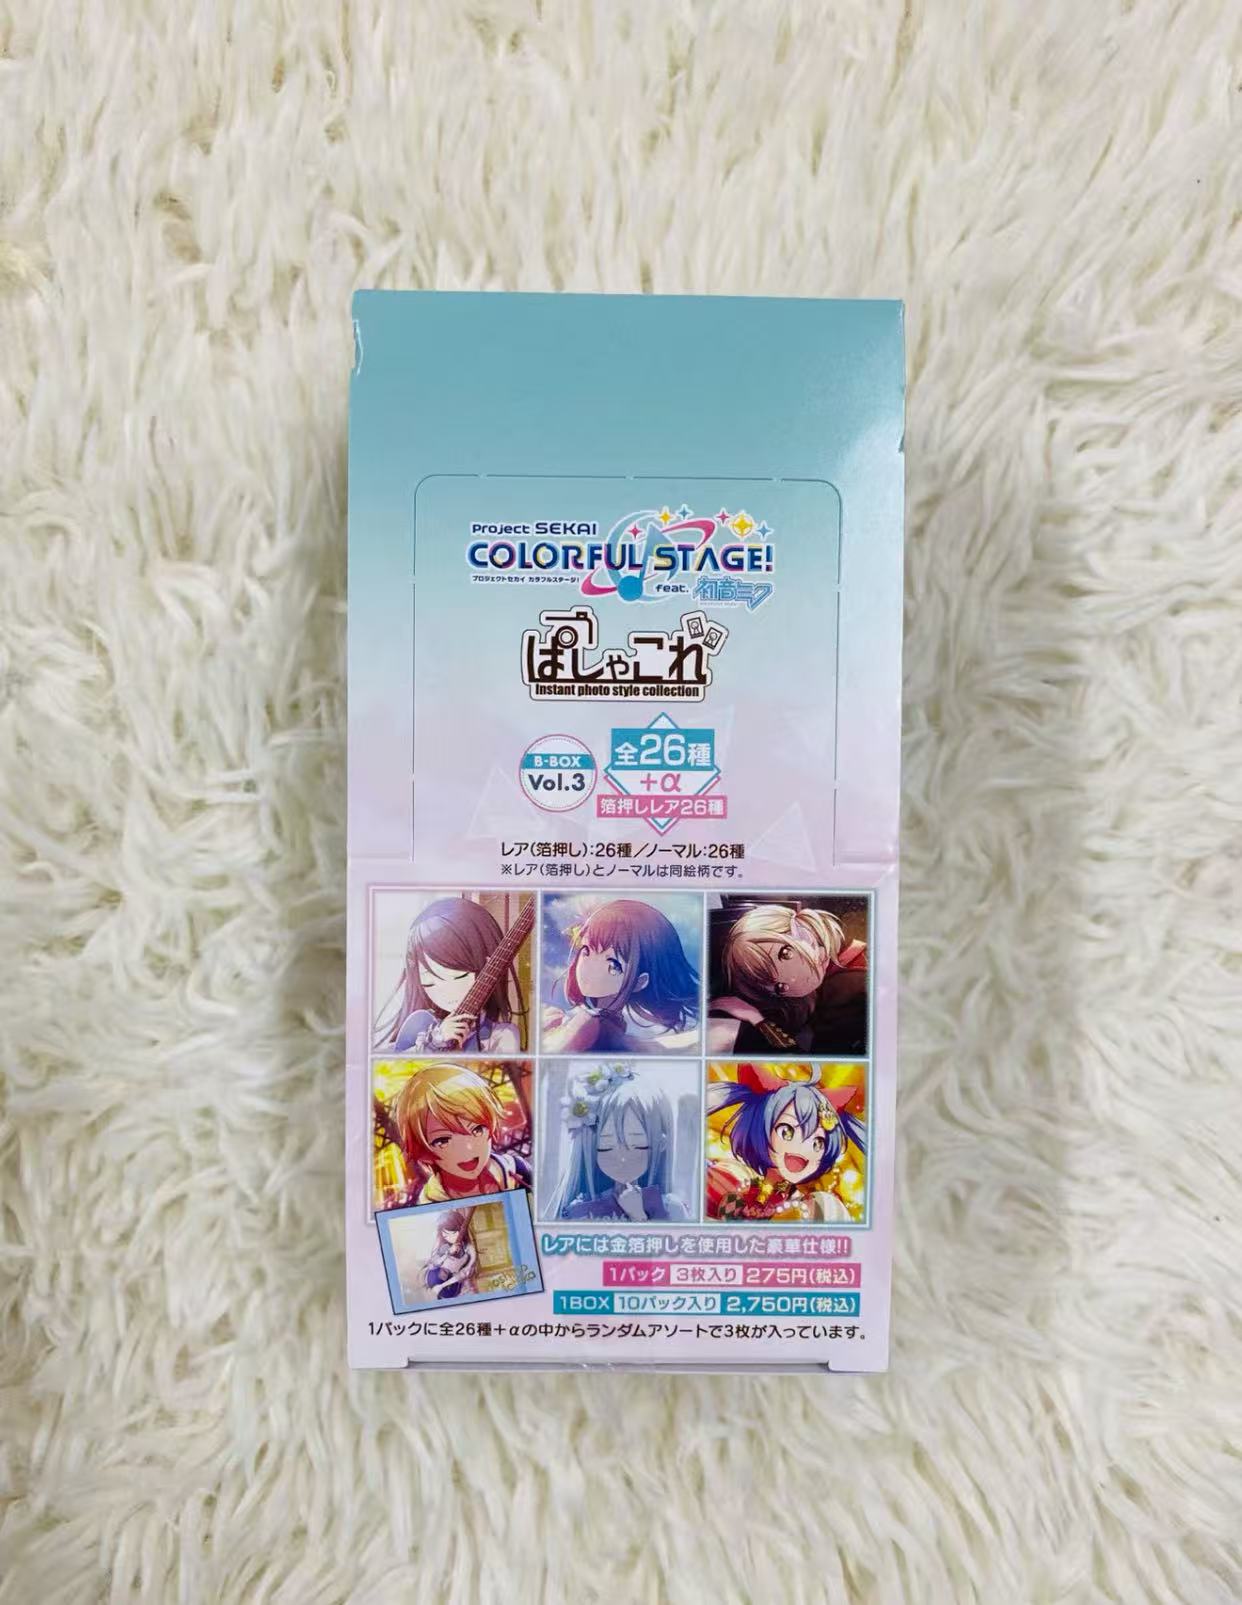 Project SEKAI
COLORFUL STAGE!
プロジェクトセカイ カラフルステージ!
feat. 初音ミク
ぱしゃこれ
Instant photo style collection
B-BOX
Vol.3
全26種
+α
箔押しレア26種
レア(箔押し):26種/ノーマル:26種
※レア(箔押し)とノーマルは同絵柄です。
レアには金箔押しを使用した豪華仕様!!
1パック 3枚入り 275円(税込)
1BOX 10パック入り 2,750円(税込)
1パックに全26種+αの中からランダムアソートで3枚が入っています。